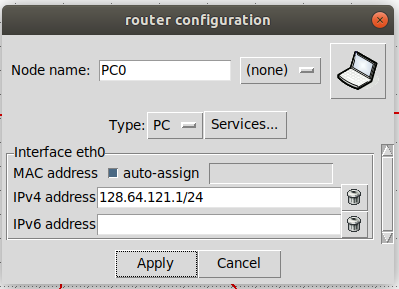 router configuration
Node name: PC0 (none)
Type: PC Services...
Interface eth0
MAC address auto-assign
IPv4 address 128.64.121.1/24
IPv6 address
Apply Cancel